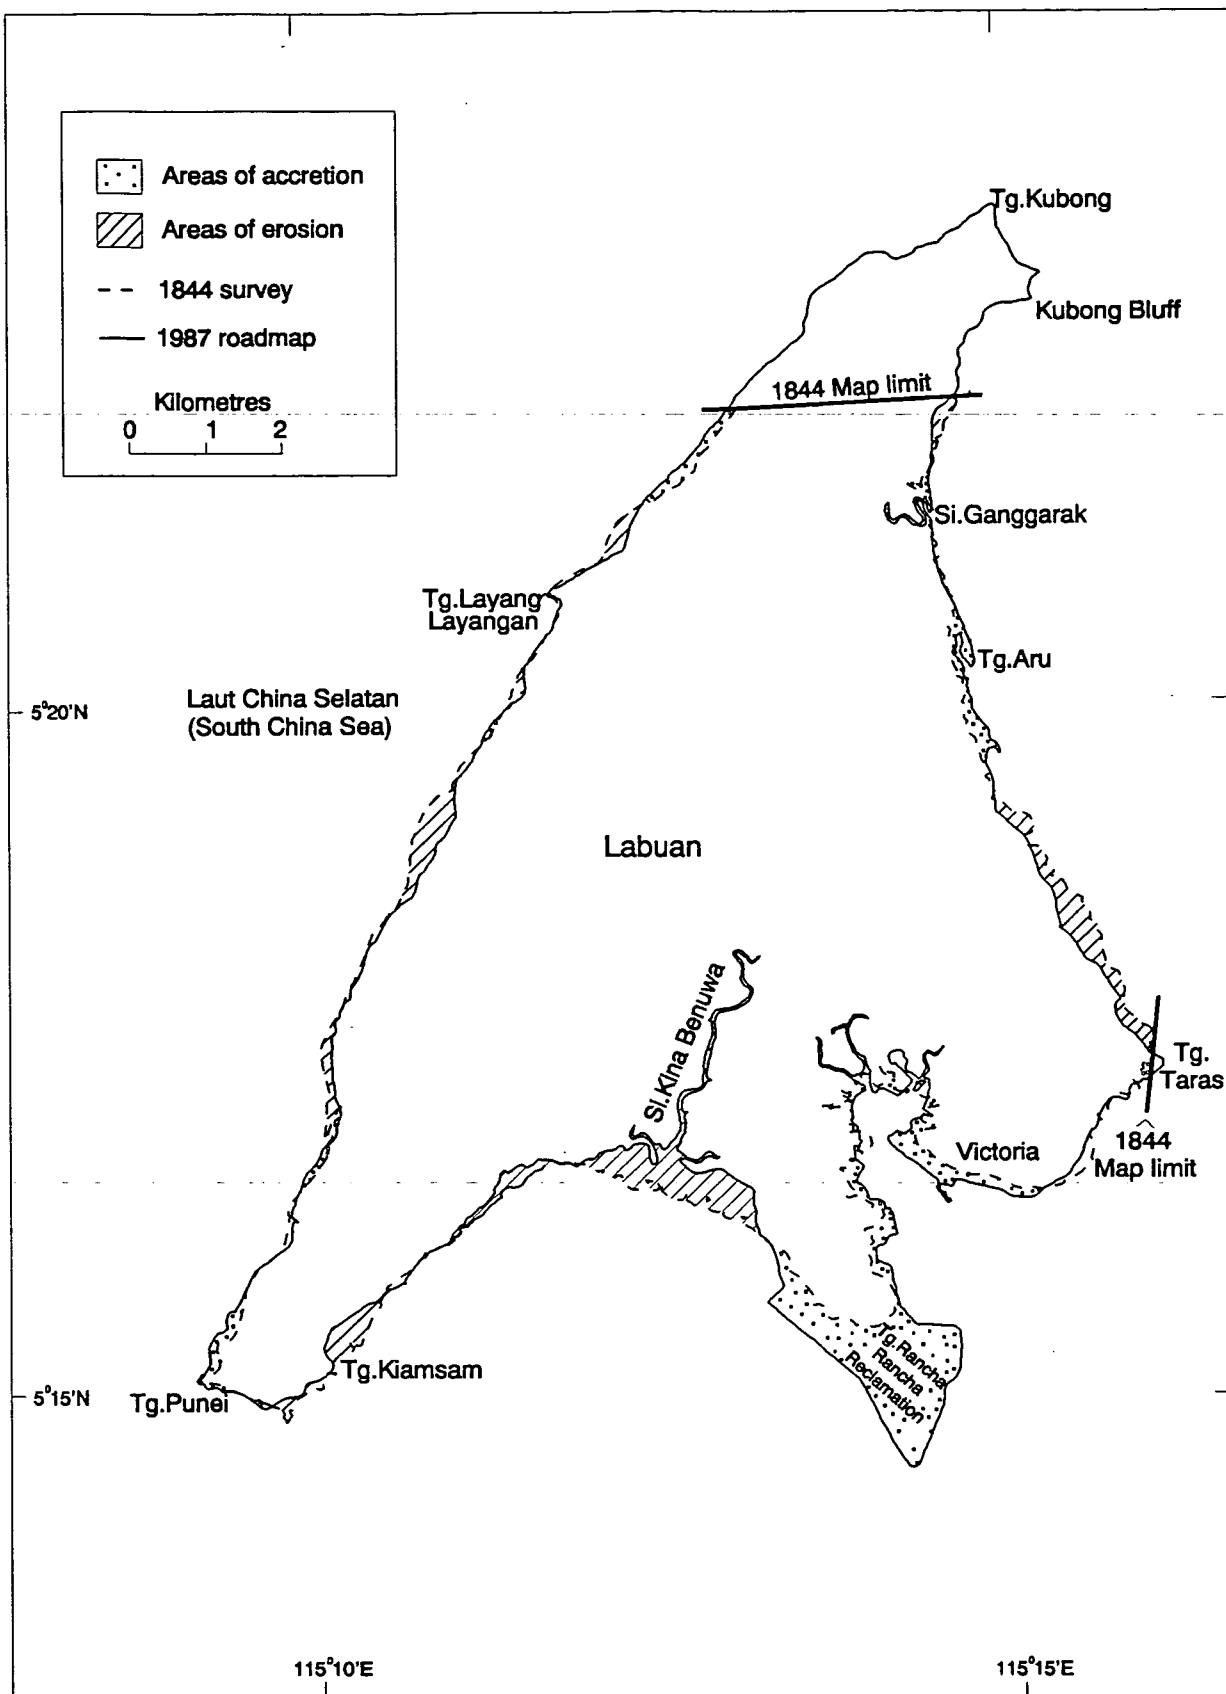 Areas of accretion
Areas of erosion
1844 survey
1987 roadmap
Kilometres
0 1 2
Tg.Kubong
Kubong Bluff
1844 Map limit
Si.Ganggarak
Tg.Layang
Layangan
Tg.Aru
Laut China Selatan
(South China Sea)
5°20'N
Labuan
Si.Kina Benuwa
Tg.
Taras
1844
Map limit
Victoria
Tg.Rancha
Rancha
Reclamation
Tg.Kiamsam
Tg.Punei
5°15'N
115°10'E
115°15'E